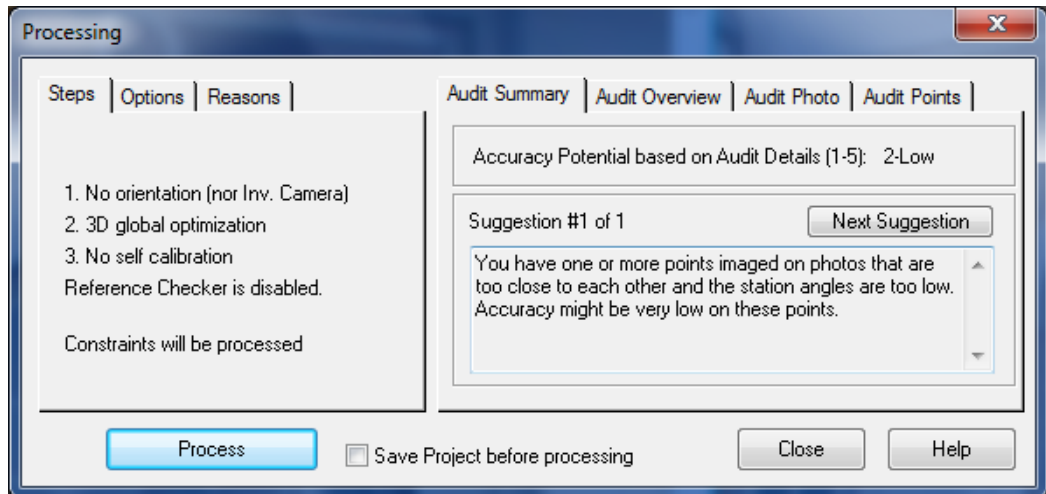 Processing
Steps
Options
Reasons
1. No orientation (nor Inv. Camera)
2. 3D global optimization
3. No self calibration
Reference Checker is disabled.
Constraints will be processed
Audit Summary
Audit Overview
Audit Photo
Audit Points
Accuracy Potential based on Audit Details (1-5): 2-Low
Suggestion #1 of 1
Next Suggestion
You have one or more points imaged on photos that are
too close to each other and the station angles are too low.
Accuracy might be very low on these points.
Process
Save Project before processing
Close
Help